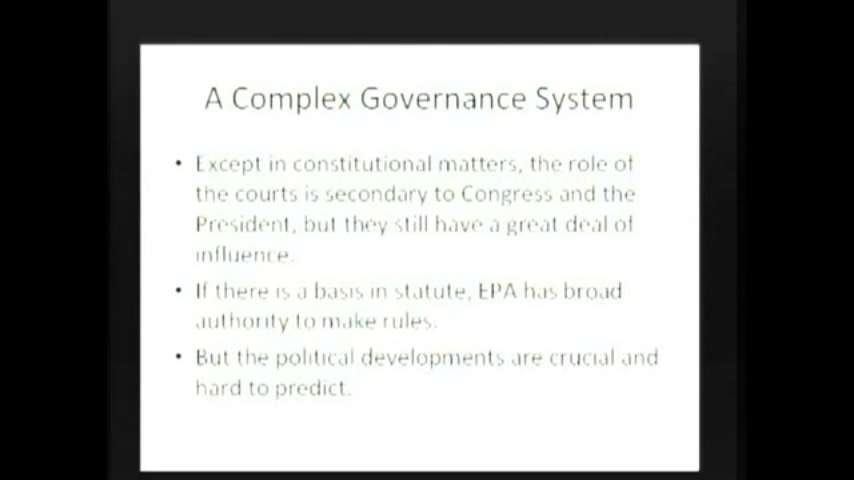 A Complex Governance System
• Except in constitutional matters, the role of
the courts is secondary to Congress and the
President, but they still have a great deal of
influence.
• If there is a basis in statute, EPA has broad
authority to make rules.
• But the political developments are crucial and
hard to predict.